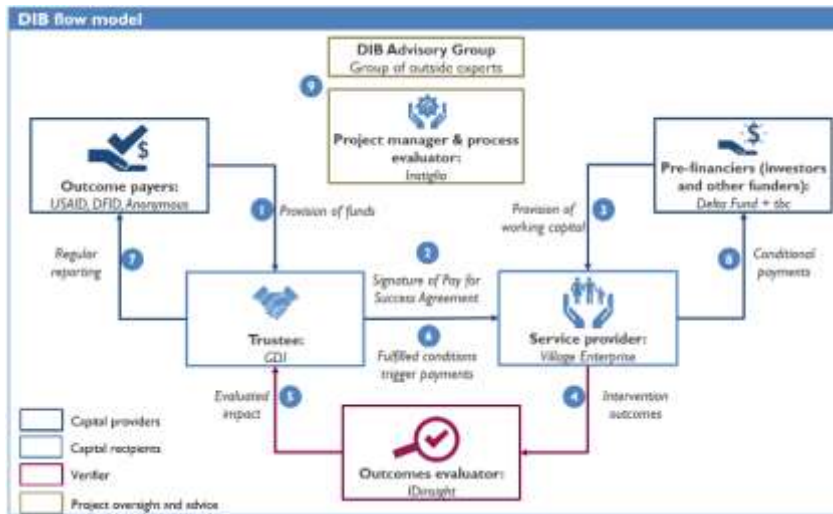 DIB flow model
DIB Advisory Group
Group of outside experts
9
Project manager & process
evaluator:
Instiglio
Outcome payers:
USAID, DFID, Anonymous
Pre-financiers (investors
and other funders):
Delta Fund + tbc
1
Provision of funds
Provision of
working capital
3
Regular
reporting
7
2
Signature of Pay for
Success Agreement
8
Conditional
payments
Trustee:
GDI
6
Fulfilled conditions
trigger payments
Service provider:
Village Enterprise
Evaluated
impact
5
4
Intervention
outcomes
Outcomes evaluator:
IDinsight
Capital providers
Capital recipients
Verifier
Project oversight and advice